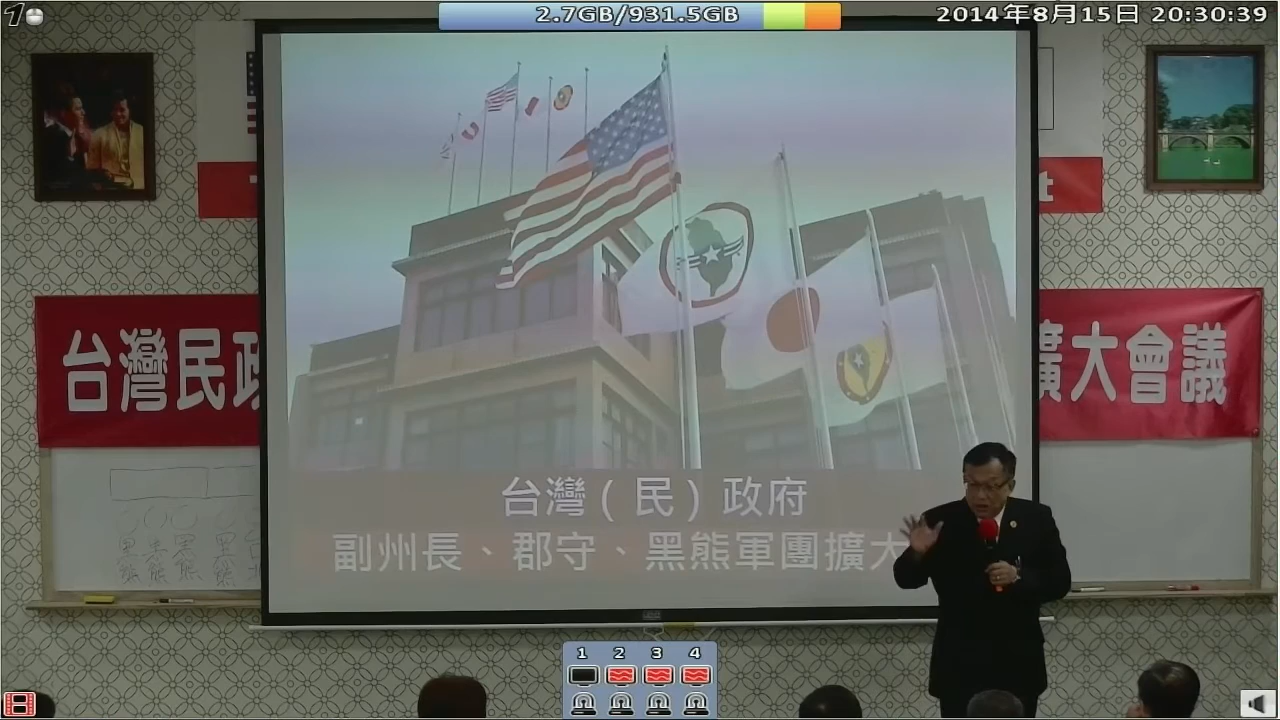 1
2.7GB/931.5GB
2014年8月15日 20:30:39
t
台灣民政
擴大會議
台灣(民)政府
副州長、郡守、黑熊軍團擴大
1 2 3 4